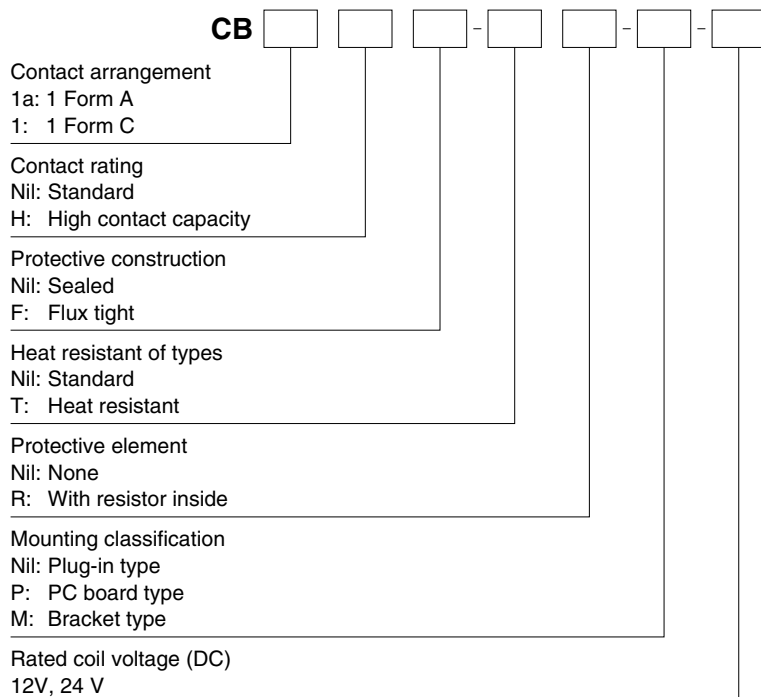 CB - - -
Contact arrangement
1a: 1 Form A
1: 1 Form C
Contact rating
Nil: Standard
H: High contact capacity
Protective construction
Nil: Sealed
F: Flux tight
Heat resistant of types
Nil: Standard
T: Heat resistant
Protective element
Nil: None
R: With resistor inside
Mounting classification
Nil: Plug-in type
P: PC board type
M: Bracket type
Rated coil voltage (DC)
12V, 24 V